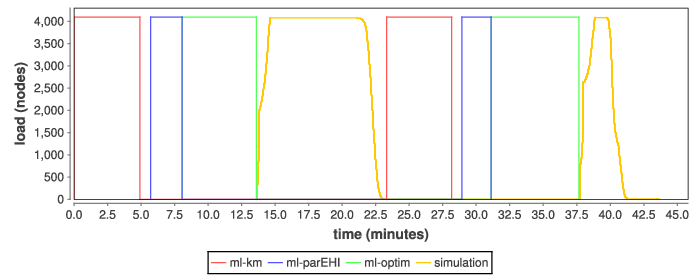 load (nodes)
4,000
3,500
3,000
2,500
2,000
1,500
1,000
500
0
0.0 2.5 5.0 7.5 10.0 12.5 15.0 17.5 20.0 22.5 25.0 27.5 30.0 32.5 35.0 37.5 40.0 42.5 45.0
time (minutes)
ml-km ml-parEHI ml-optim simulation